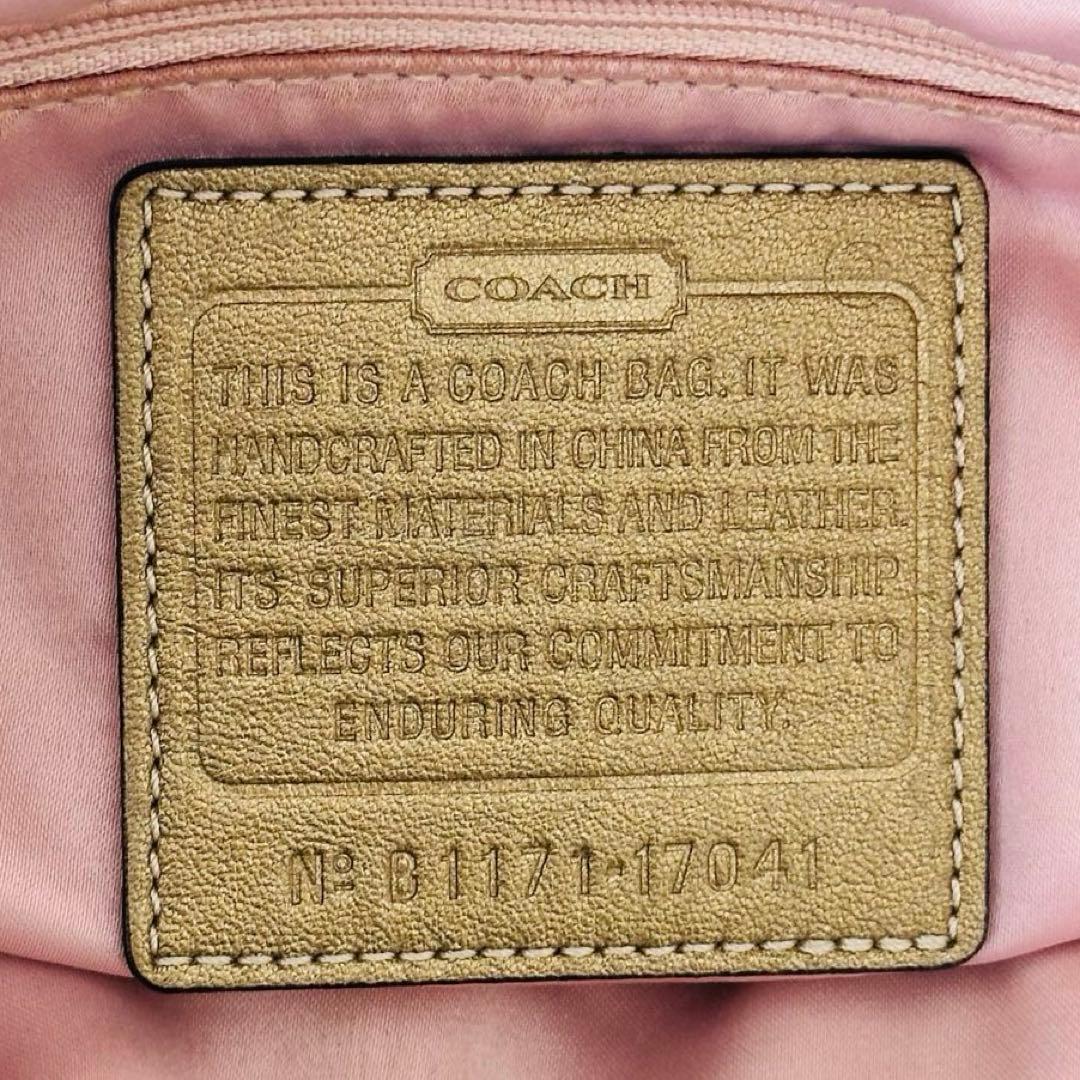 COACH
THIS IS A COACH BAG. IT WAS
HANDCRAFTED IN CHINA FROM THE
FINEST MATERIALS AND LEATHER.
ITS SUPERIOR CRAFTSMANSHIP
REFLECTS OUR COMMITMENT TO
ENDURING QUALITY.
Nº B1171-17041